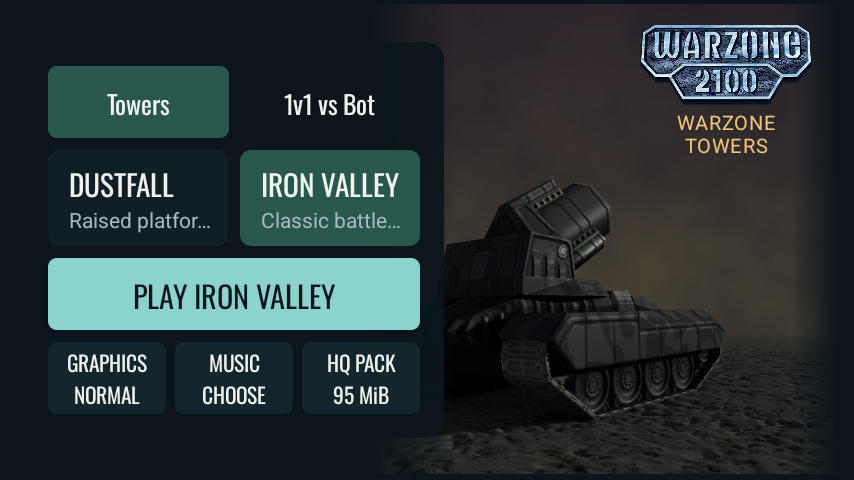 WARZONE
2100
WARZONE
TOWERS
Towers
1v1 vs Bot
DUSTFALL
Raised platfor...
IRON VALLEY
Classic battle...
PLAY IRON VALLEY
GRAPHICS
NORMAL
MUSIC
CHOOSE
HQ PACK
95 MiB